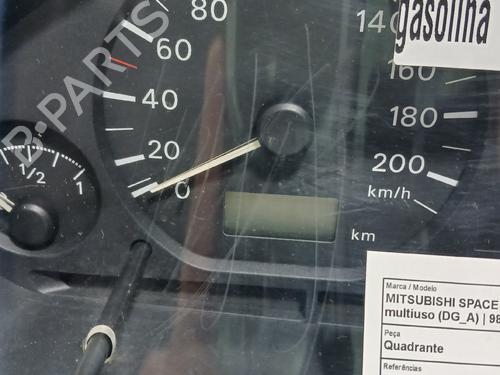 80
60
40
20
0
140
160
180
200
km/h
km
1/2
1
gasolina
B-PARTS
Marca / Modelo
MITSUBISHI SPACE
multiuso (DG_A) | 98
Peça
Quadrante
Referências